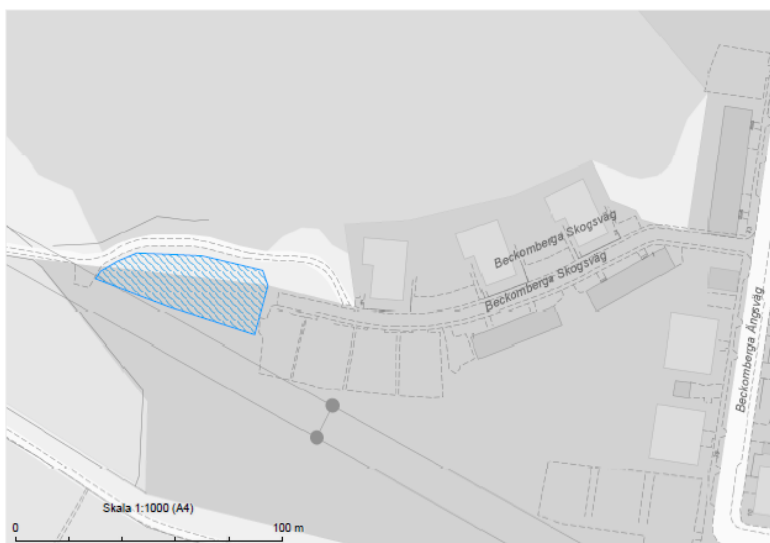 Beckomberga Skogsväg
Beckomberga Skogsväg
Beckomberga Ängsväg
Skala 1:1000 (A4)
0 100 m